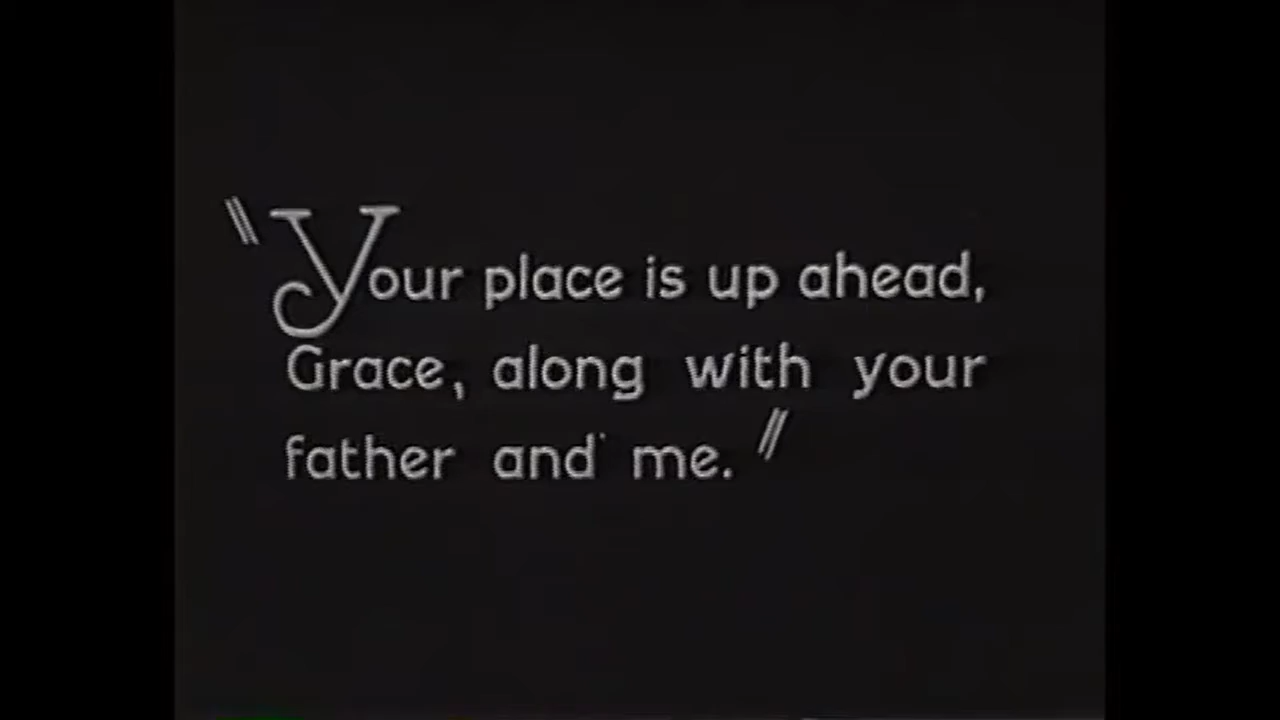 "Your place is up ahead,
Grace, along with your
father and me."